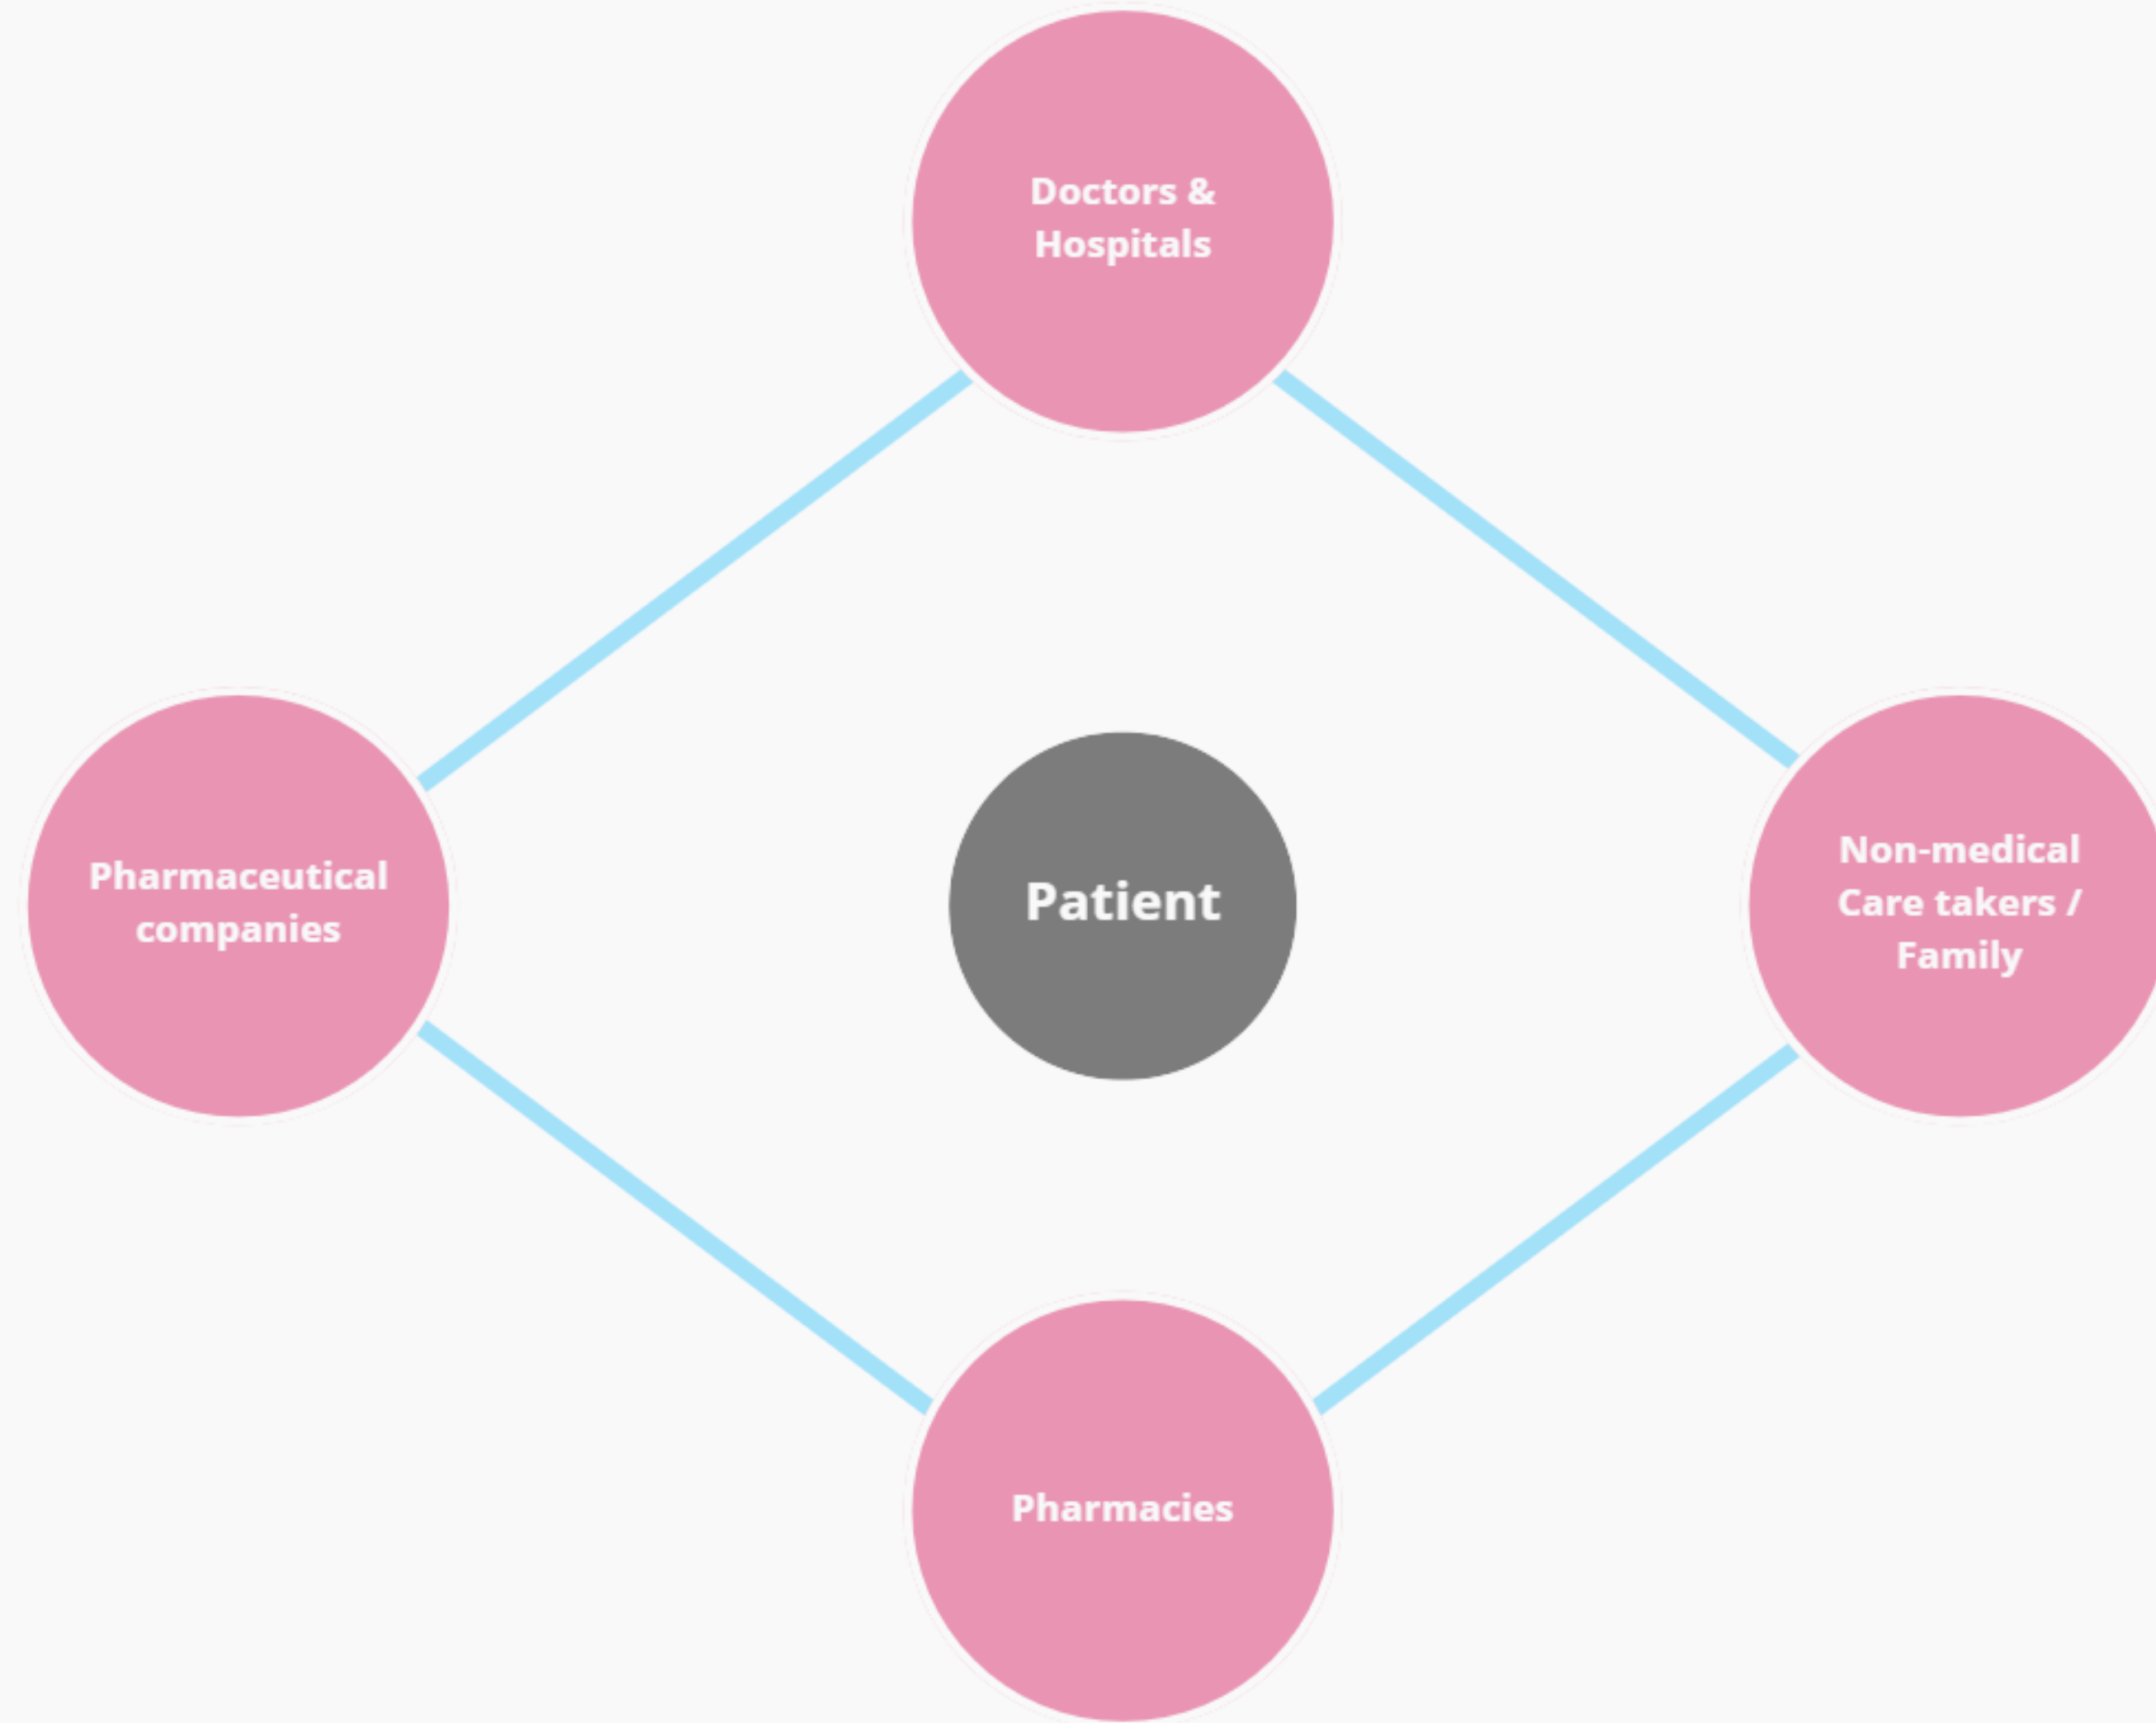 Doctors &
Hospitals
Pharmaceutical
companies
Patient
Non-medical
Care takers /
Family
Pharmacies